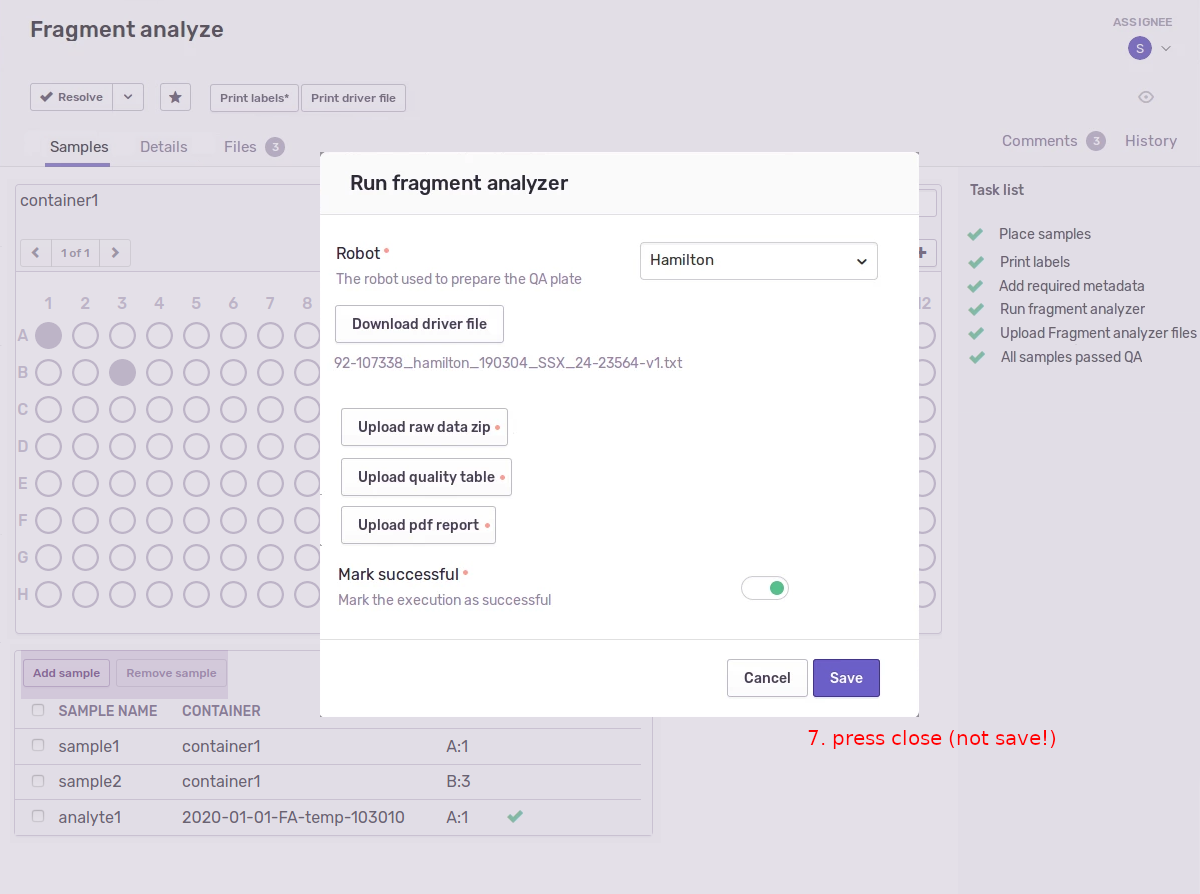 Fragment analyze
ASSIGNEE
S
Resolve
Print labels*
Print driver file
Samples
Details
Files 3
Comments 3
History
container1
1 of 1
1 2 3 4 5 6 7 8 12
A
B
C
D
E
F
G
H
Run fragment analyzer
Robot
The robot used to prepare the QA plate
Hamilton
Download driver file
92-107338_hamilton_190304_SSX_24-23564-v1.txt
Upload raw data zip
Upload quality table
Upload pdf report
Mark successful
Mark the execution as successful
Cancel
Save
Task list
Place samples
Print labels
Add required metadata
Run fragment analyzer
Upload Fragment analyzer files
All samples passed QA
7. press close (not save!)
Add sample
Remove sample
SAMPLE NAME CONTAINER
sample1 container1 A:1
sample2 container1 B:3
analyte1 2020-01-01-FA-temp-103010 A:1